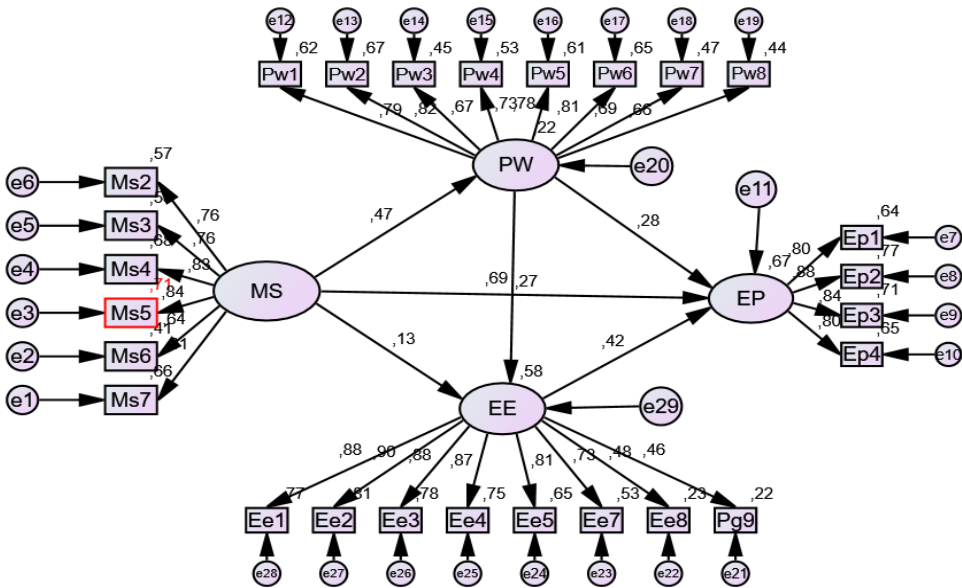 e12 e13 e14 e15 e16 e17 e18 e19
,62 ,67 ,45 ,53 ,61 ,65 ,47 ,44
Pw1 Pw2 Pw3 Pw4 Pw5 Pw6 Pw7 Pw8
,79 ,82 ,67 ,73 ,78 ,81 ,69 ,66
,22
PW
e20
e11
,57
e6 Ms2
e5 Ms3
,68
e4 Ms4
,71
e3 Ms5
,41
e2 Ms6
,66
e1 Ms7
,76
,76
,83
,84
,64
MS
,47
,28
,69 ,27
,13
,42
,67
EP
,80
,88
,84
,80
,64
Ep1 e7
,77
Ep2 e8
,71
Ep3 e9
,65
Ep4 e10
,58
EE
e29
,88 ,90 ,88 ,87 ,81 ,73 ,48 ,46
,77 ,81 ,78 ,75 ,65 ,53 ,23 ,22
Ee1 Ee2 Ee3 Ee4 Ee5 Ee7 Ee8 Pg9
e28 e27 e26 e25 e24 e23 e22 e21